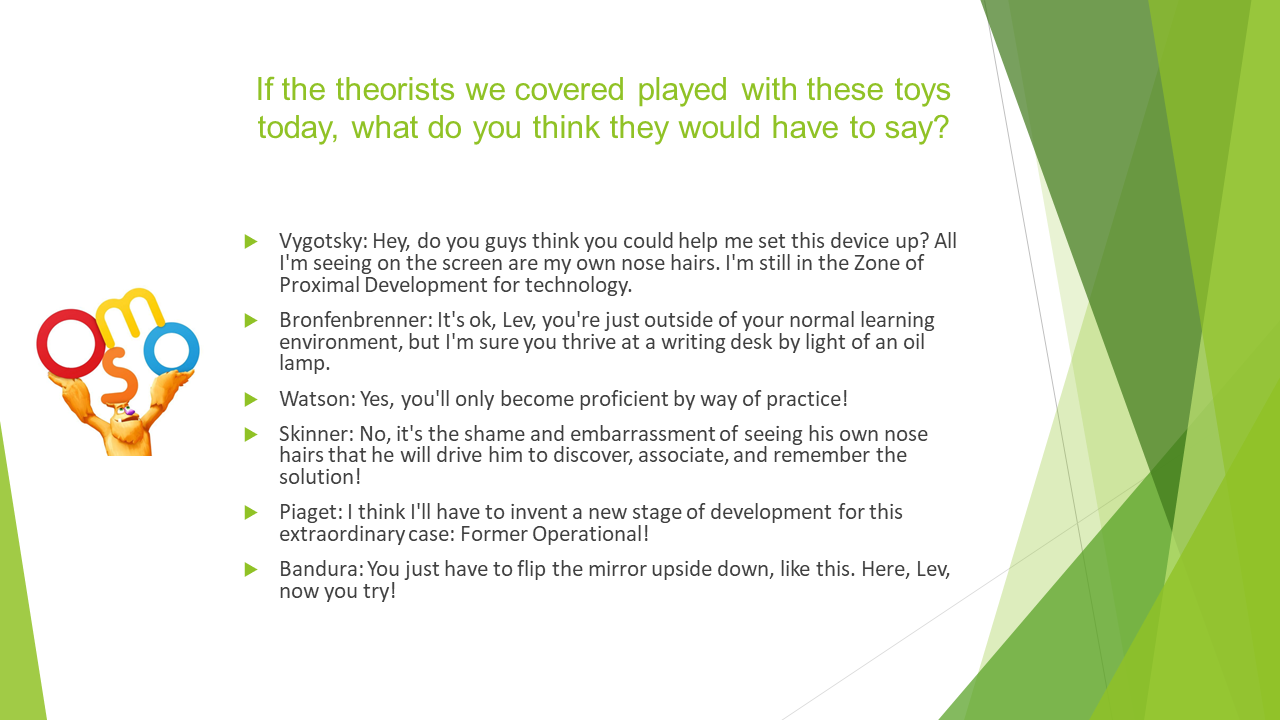 If the theorists we covered played with these toys
today, what do you think they would have to say?
Vygotsky: Hey, do you guys think you could help me set this device up? All
I'm seeing on the screen are my own nose hairs. I'm still in the Zone of
Proximal Development for technology.
Bronfenbrenner: It's ok, Lev, you're just outside of your normal learning
environment, but I'm sure you thrive at a writing desk by light of an oil
lamp.
Watson: Yes, you'll only become proficient by way of practice!
Skinner: No, it's the shame and embarrassment of seeing his own nose
hairs that he will drive him to discover, associate, and remember the
solution!
Piaget: I think I'll have to invent a new stage of development for this
extraordinary case: Former Operational!
Bandura: You just have to flip the mirror upside down, like this. Here, Lev,
now you try!
Osmo